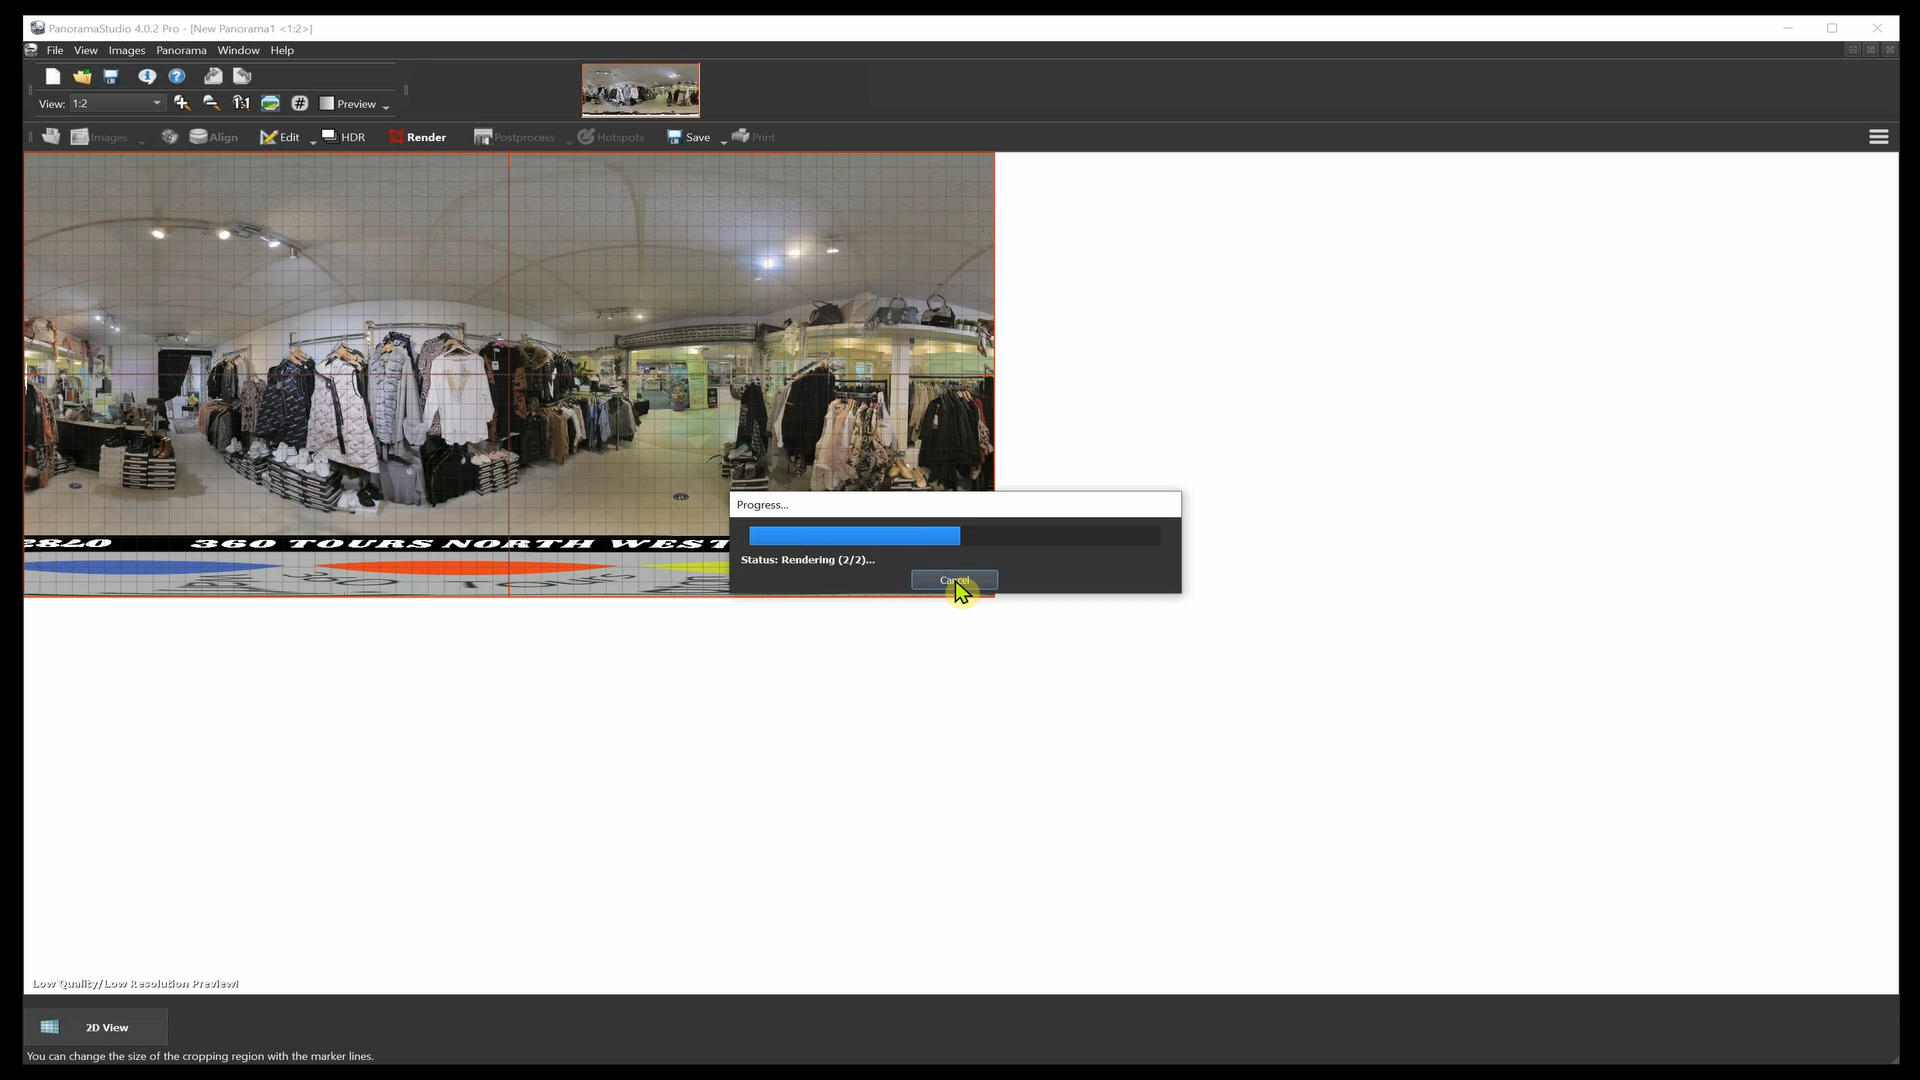 PanoramaStudio 4.0.2 Pro - [New Panorama1 <1:2>]
File View Images Panorama Window Help
View: 1:2 1:1 # Preview
Images Align Edit HDR Render Postprocess Hotspots Save Print
360 TOURS NORTH WEST
Progress...
Status: Rendering (2/2)...
Cancel
Low Quality/Low Resolution Preview!
2D View
You can change the size of the cropping region with the marker lines.